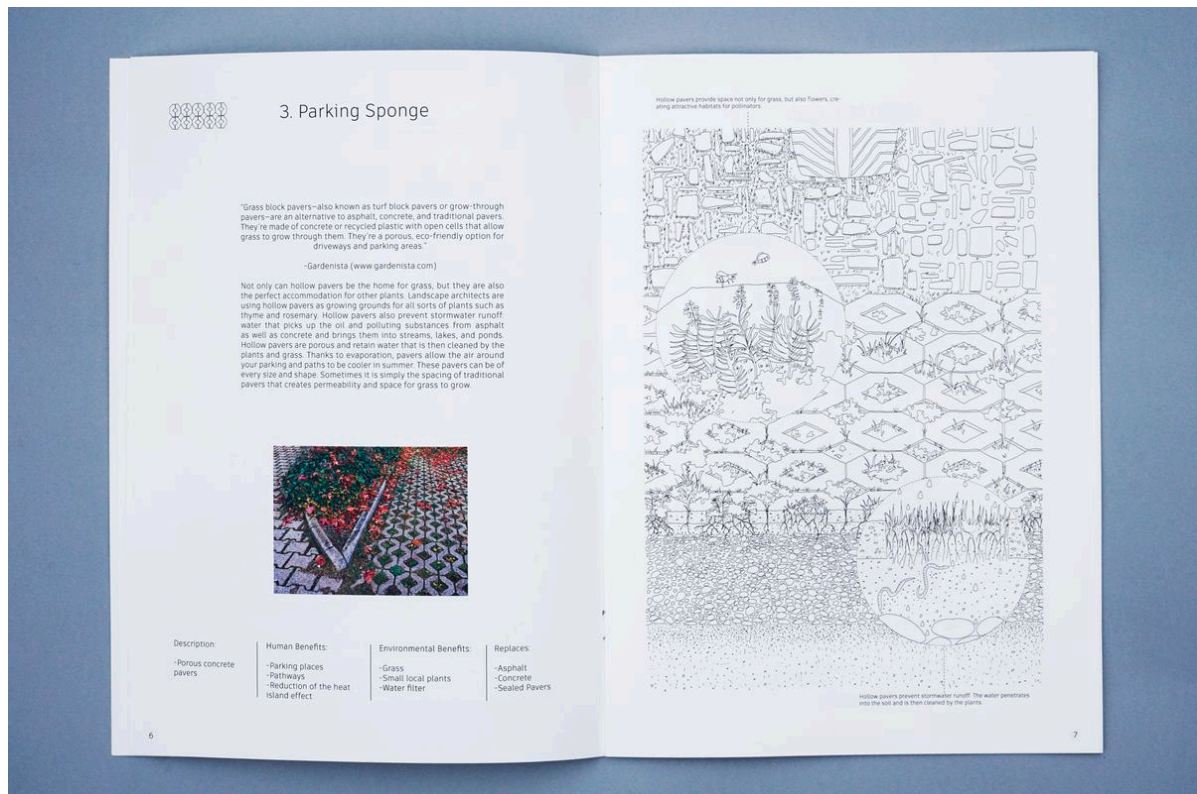 3. Parking Sponge
"Grass block pavers—also known as turf block pavers or grow-through
pavers—are an alternative to asphalt, concrete, and traditional pavers.
They're made of concrete or recycled plastic with open cells that allow
grass to grow through them. They're a porous, eco-friendly option for
driveways and parking areas."
-Gardenista (www.gardenista.com)
Not only can hollow pavers be the home for grass, but they are also
the perfect accommodation for other plants. Landscape architects are
using hollow pavers as growing grounds for all sorts of plants such as
thyme and rosemary. Hollow pavers also prevent stormwater runoff:
water that picks up the oil and polluting substances from asphalt
as well as concrete and brings them into streams, lakes, and ponds.
Hollow pavers are porous and retain water that is then cleaned by the
plants and grass. Thanks to evaporation, pavers allow the air around
your parking and paths to be cooler in summer. These pavers can be of
every size and shape. Sometimes it is simply the spacing of traditional
pavers that creates permeability and space for grass to grow.
Description:
-Porous concrete
pavers
Human Benefits:
-Parking places
-Pathways
-Reduction of the heat
island effect
Environmental Benefits:
-Grass
-Small local plants
-Water filter
Replaces:
-Asphalt
-Concrete
-Sealed Pavers
6
Hollow pavers provide space not only for grass, but also flowers, cre-
ating attractive habitats for pollinators.
Hollow pavers prevent stormwater runoff. The water penetrates
into the soil and is then cleaned by the plants.
7